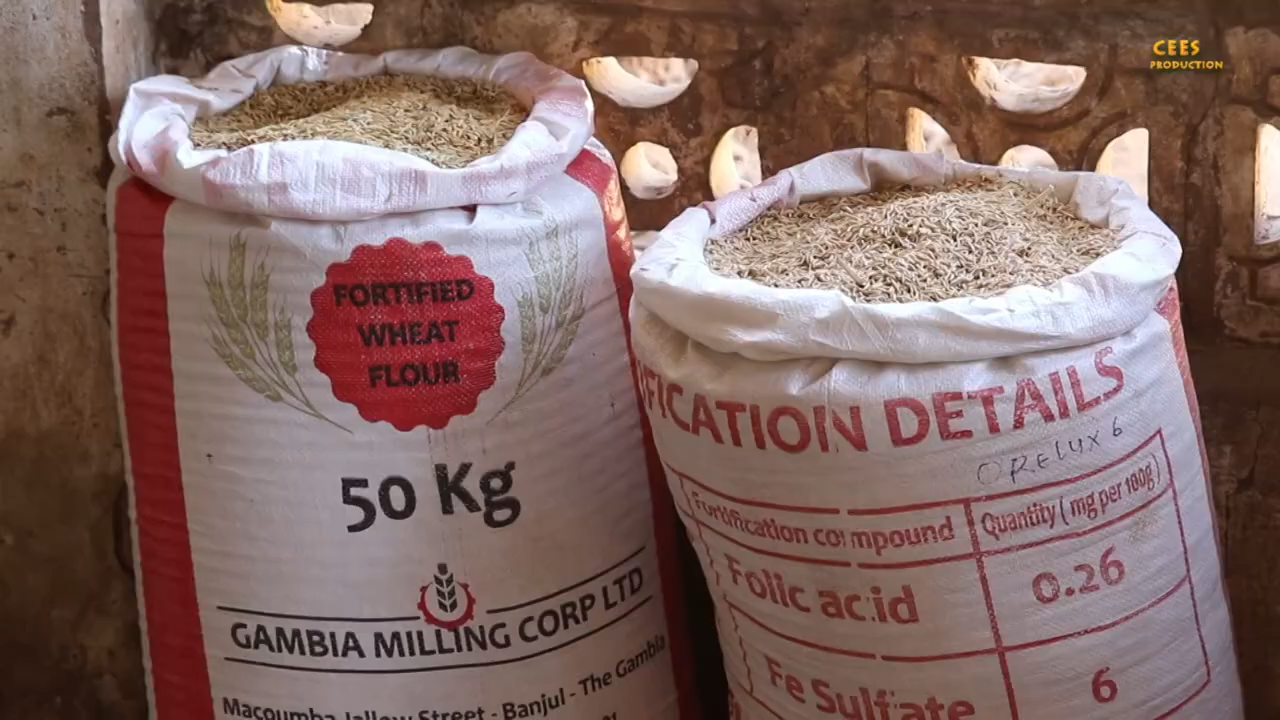 CEES
PRODUCTION
FORTIFIED
WHEAT
FLOUR
50 Kg
GAMBIA MILLING CORP LTD
Macoumba Jallow Street - Banjul - The Gambia
FICATION DETAILS
ORELUX 6
Fortification compound Quantity ( mg per 100g)
Folic acid 0.26
Fe Sulfate 6